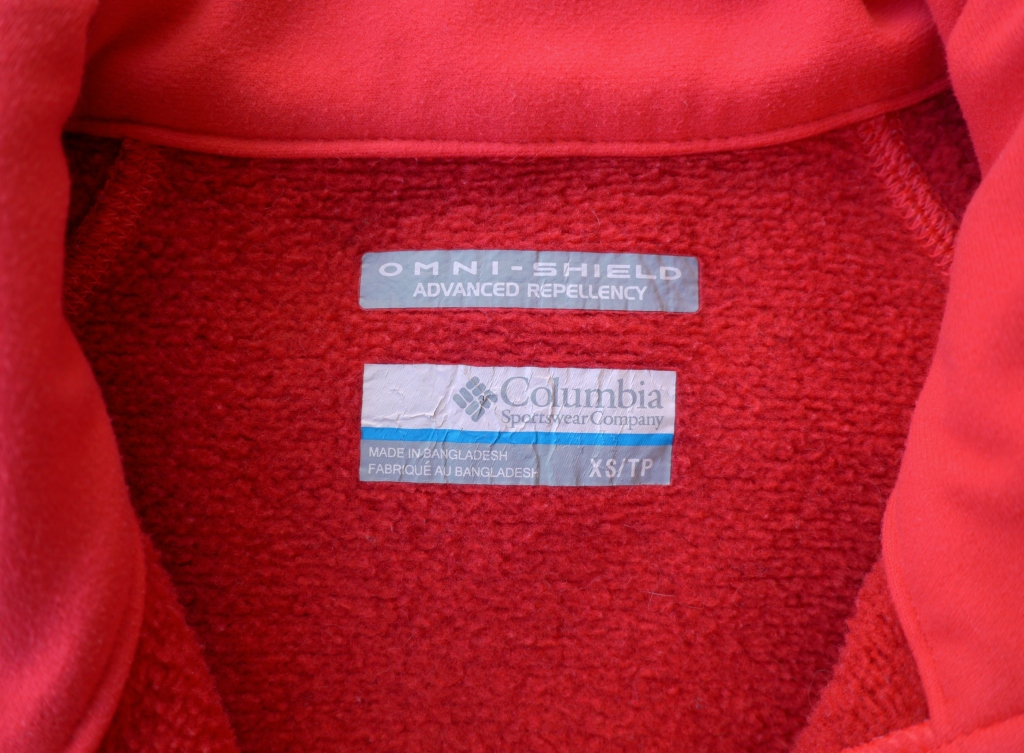 OMNI-SHIELD
ADVANCED REPELLENCY
Columbia
Sportswear Company
MADE IN BANGLADESH
FABRIQUÉ AU BANGLADESH
XS/TP